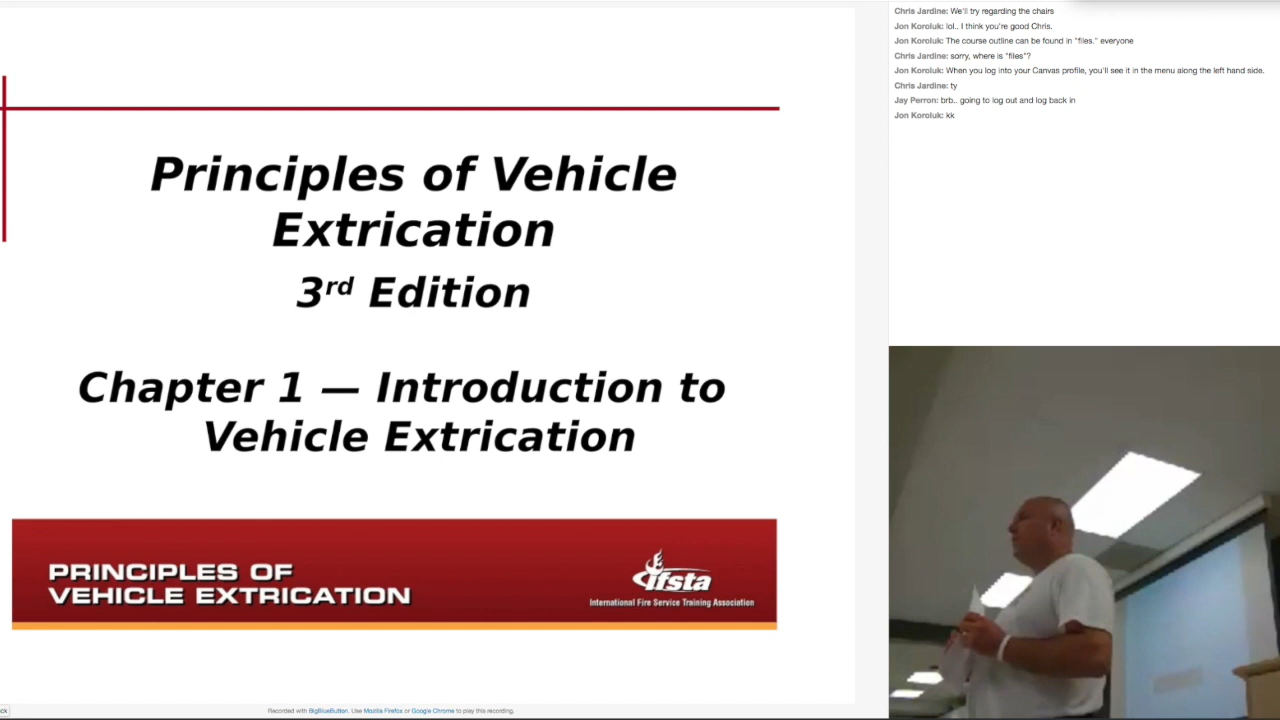 Principles of Vehicle
Extrication
3rd Edition
Chapter 1 — Introduction to
Vehicle Extrication
PRINCIPLES OF
VEHICLE EXTRICATION
ifsta
International Fire Service Training Association
ck
Recorded with BigBlueButton. Use Mozilla Firefox or Google Chrome to play this recording.
Chris Jardine: We'll try regarding the chairs
Jon Koroluk: lol.. I think you're good Chris.
Jon Koroluk: The course outline can be found in "files." everyone
Chris Jardine: sorry, where is "files"?
Jon Koroluk: When you log into your Canvas profile, you'll see it in the menu along the left hand side.
Chris Jardine: ty
Jay Perron: brb.. going to log out and log back in
Jon Koroluk: kk